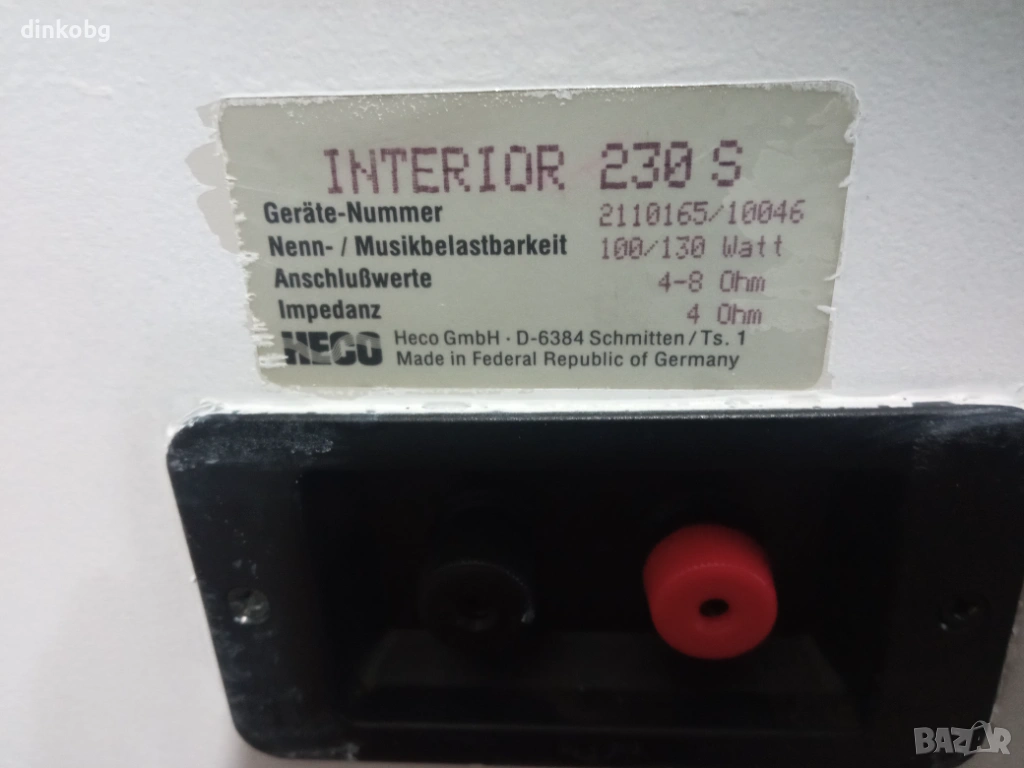 dinkobg
INTERIOR 230 S
Geräte-Nummer 2110165/10046
Nenn- / Musikbelastbarkeit 100/130 Watt
Anschlußwerte 4-8 Ohm
Impedanz 4 Ohm
HECO Heco GmbH · D-6384 Schmitten/Ts. 1
Made in Federal Republic of Germany
BAZAR